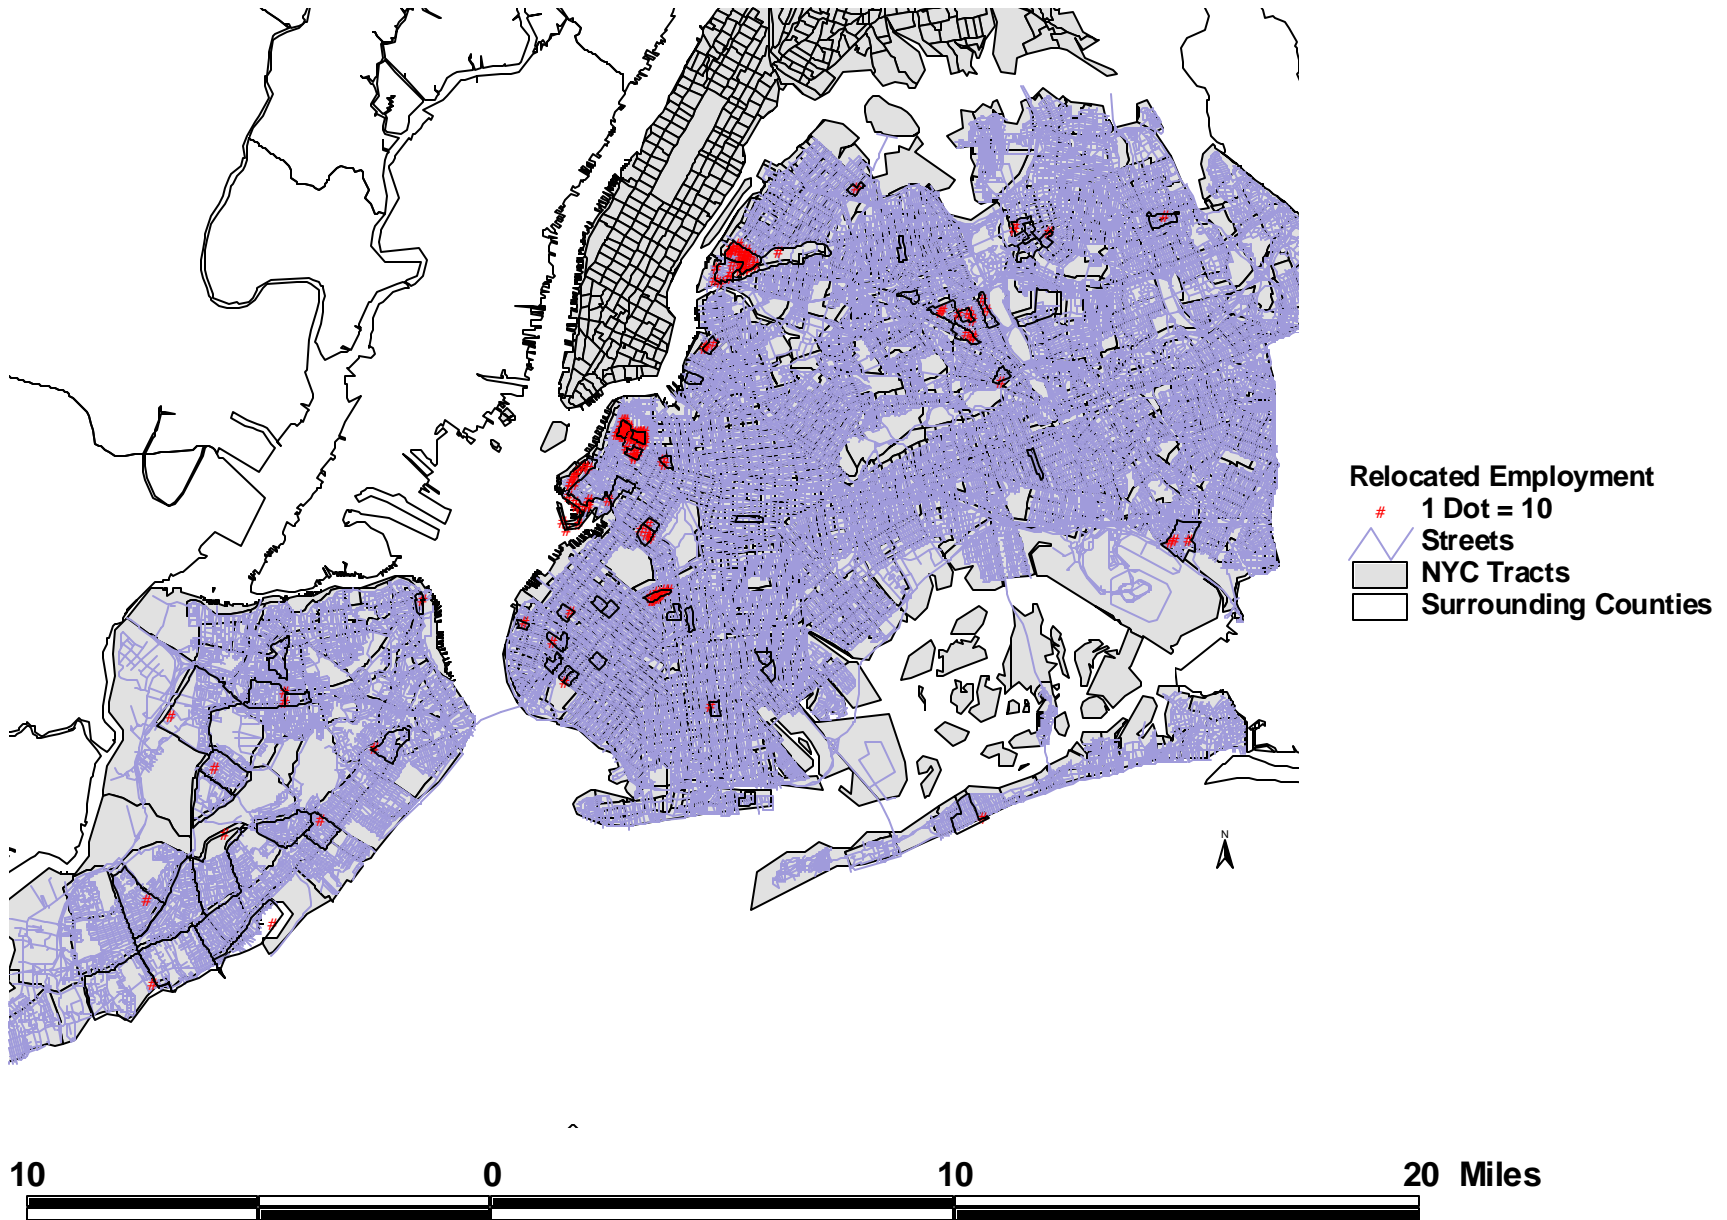 Relocated Employment
# 1 Dot = 10
Streets
NYC Tracts
Surrounding Counties
N
10 0 10 20 Miles